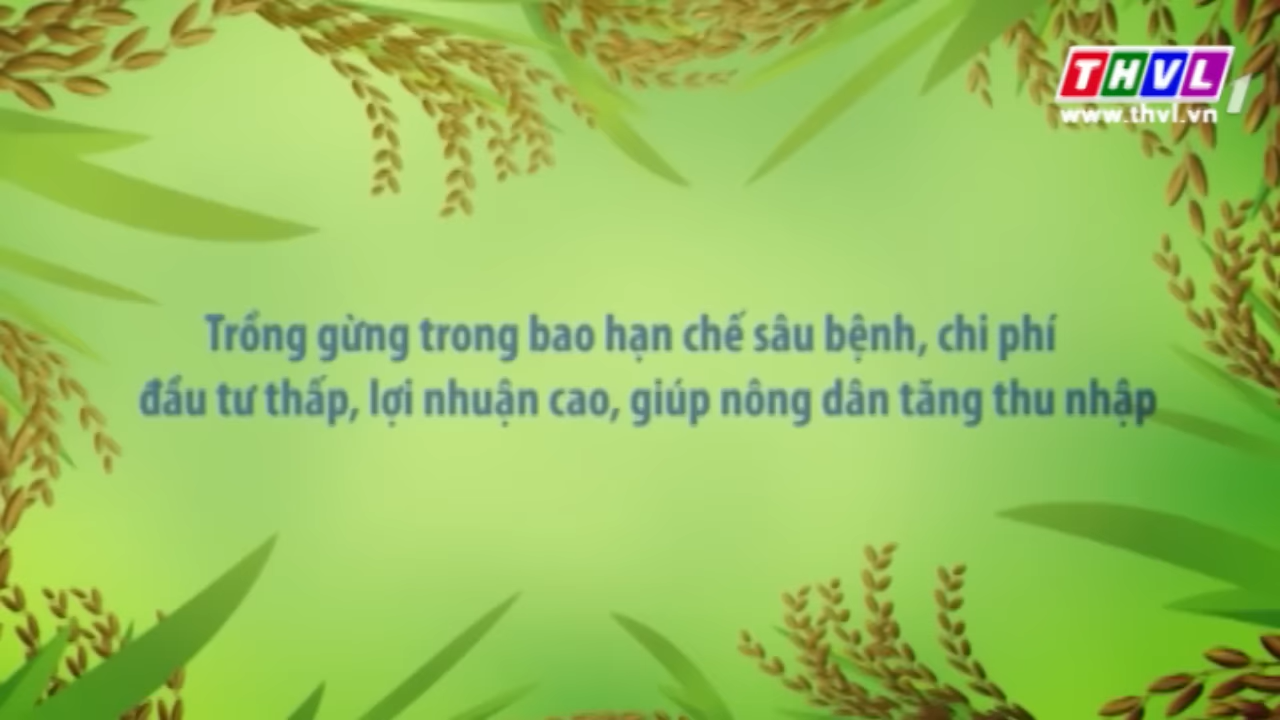 THVL 1
www.thvl.vn
Trồng gừng trong bao hạn chế sâu bệnh, chi phí
đầu tư thấp, lợi nhuận cao, giúp nông dân tăng thu nhập